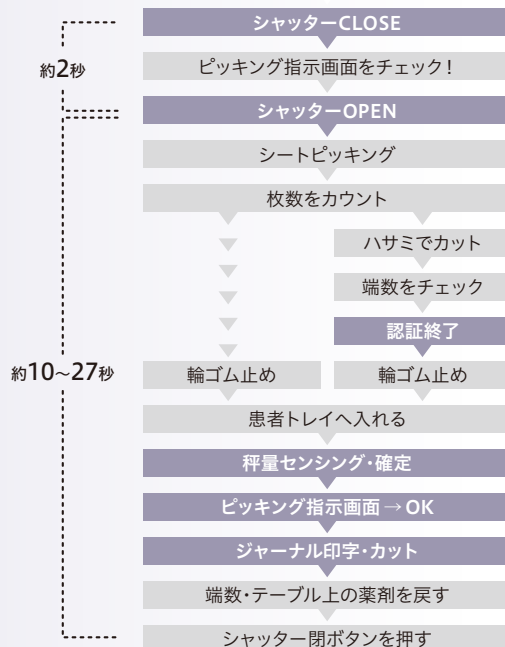 シャッターCLOSE
約2秒
ピッキング指示画面をチェック！
シャッターOPEN
シートピッキング
枚数をカウント
ハサミでカット
端数をチェック
認証終了
約10~27秒
輪ゴム止め
輪ゴム止め
患者トレイへ入れる
秤量センシング・確定
ピッキング指示画面→OK
ジャーナル印字・カット
端数・テーブル上の薬剤を戻す
シャッター閉ボタンを押す